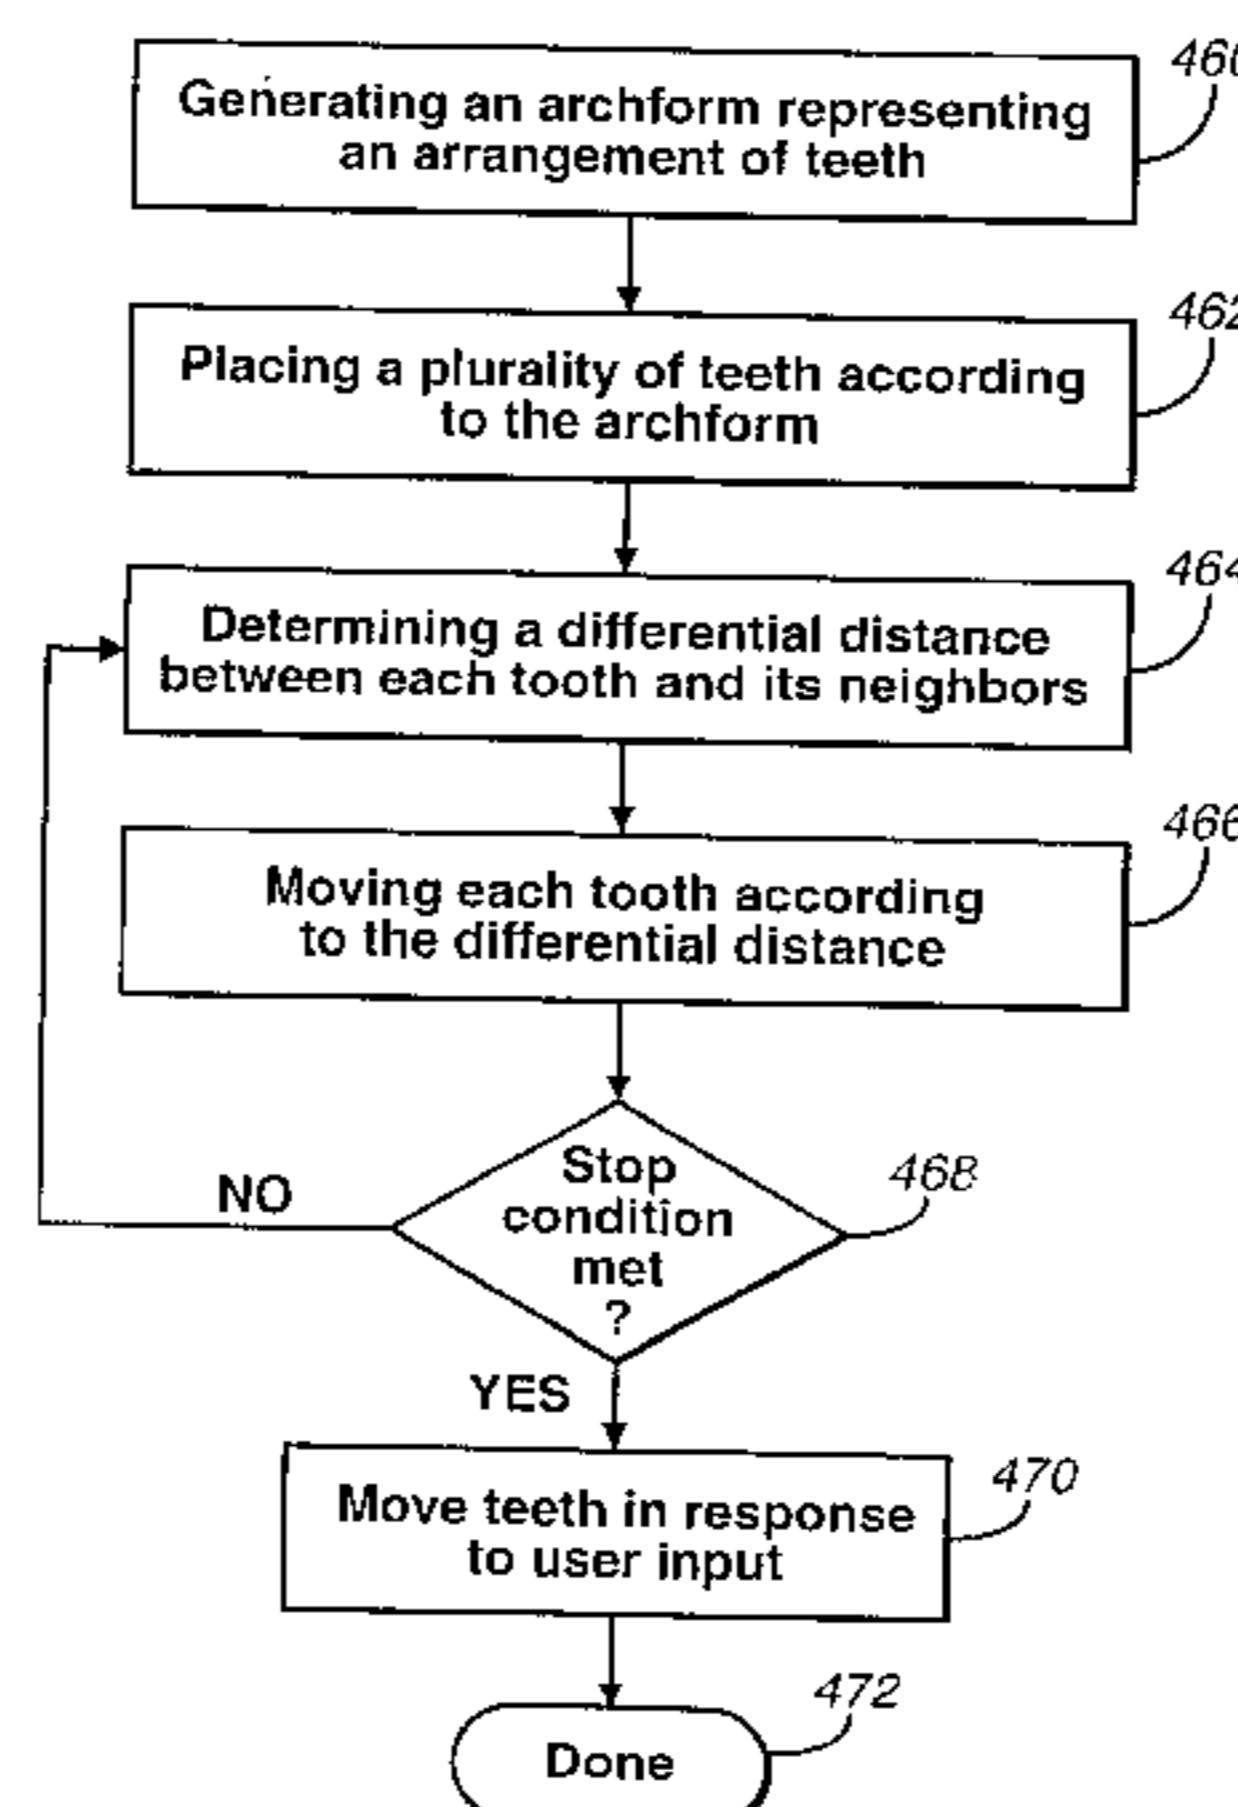 Generating an archform representing
an arrangement of teeth
460
Placing a plurality of teeth according
to the archform
462
Determining a differential distance
between each tooth and its neighbors
464
Moving each tooth according
to the differential distance
466
Stop
condition
met
?
468
NO
YES
Move teeth in response
to user input
470
Done
472